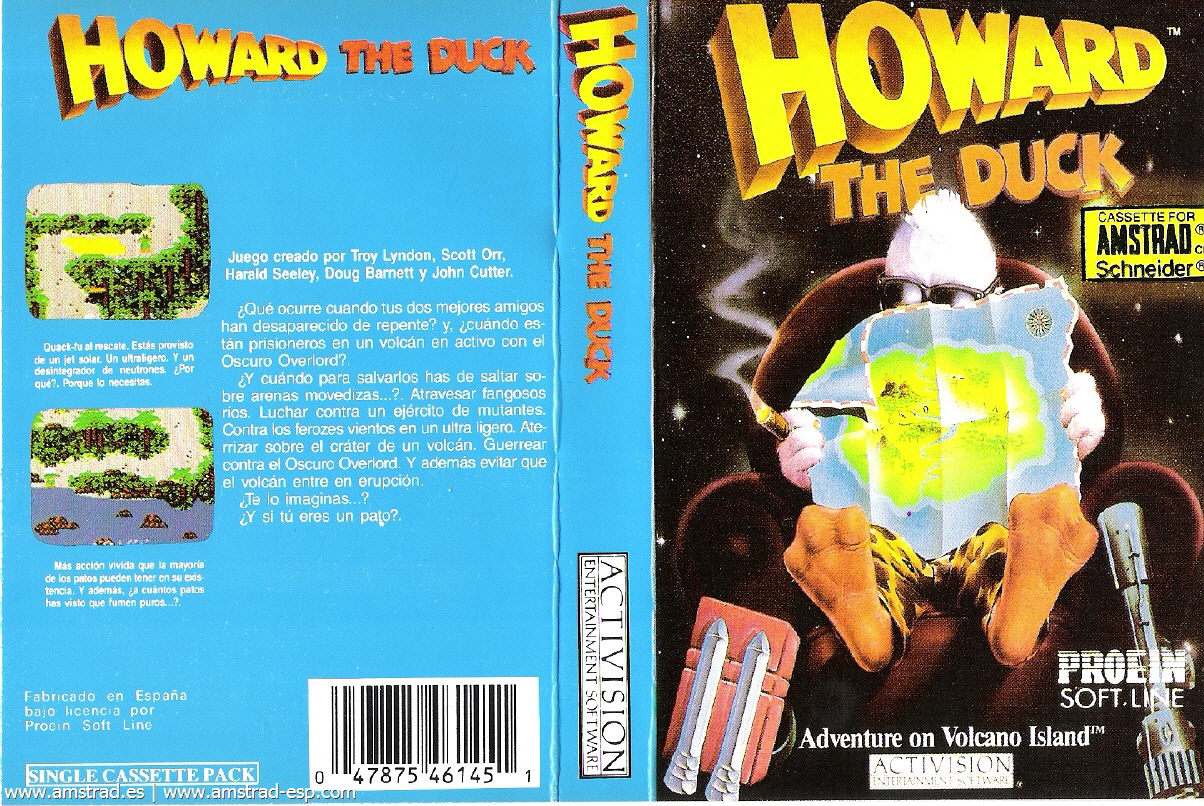 HOWARD THE DUCK
Juego creado por Troy Lyndon, Scott Orr,
Harald Seeley, Doug Barnett y John Cutter.
¿Qué ocurre cuando tus dos mejores amigos
han desaparecido de repente? y, ¿cuándo es-
tán prisioneros en un volcán en activo con el
Oscuro Overlord?.
¿Y cuándo para salvarlos has de saltar so-
bre arenas movedizas...?. Atravesar fangosos
rios. Luchar contra un ejército de mutantes.
Contra los feroces vientos en un ultra ligero. Ate-
rrizar sobre el cráter de un volcán. Guerrear
contra el Oscuro Overlord. Y además evitar que
el volcán entre en erupción.
¿Te lo imaginas...?
¿Y si tú eres un pato?.
Quack-fu al rescate. Estás provisto
de un jet solar. Un ultraligero. Y un
desintegrador de neutrones. ¿Por
qué?. Porque lo necesitas.
Más acción vivida que la mayoría
de los patos pueden tener en su exis-
tencia. Y además, ¿a cuántos patos
has visto que fumen puros...?.
Fabricado en España
bajo licencia por
Proein Soft Line
SINGLE CASSETTE PACK
0 47875 46145 1
www.amstrad.es | www.amstrad-esp.com
HOWARD THE DUCK
ACTIVISION
ENTERTAINMENT SOFTWARE
HOWARD™
THE DUCK
CASSETTE FOR
AMSTRAD ®
Schneider ®
PROEIN
SOFT. LINE
Adventure on Volcano Island™
ACTIVISION
ENTERTAINMENT SOFTWARE